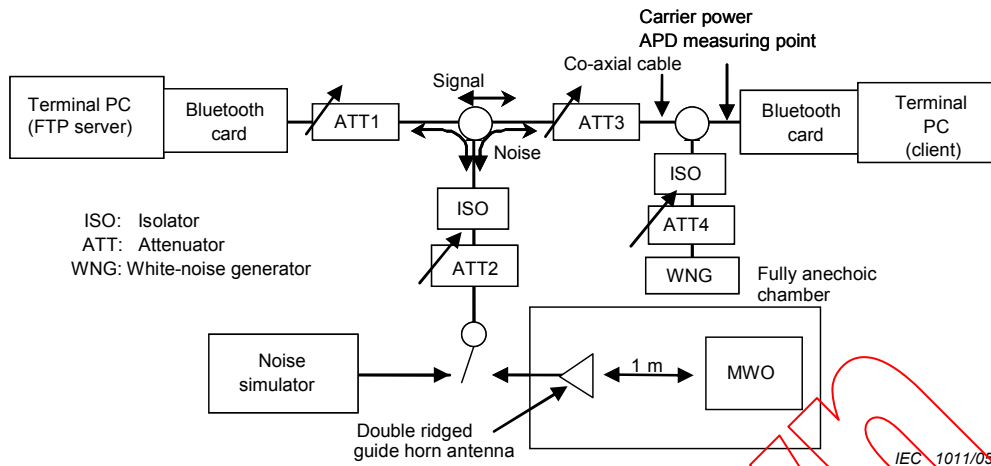 Carrier power
APD measuring point
Co-axial cable
Signal
Terminal PC
(FTP server)
Bluetooth
card
ATT1
ATT3
Bluetooth
card
Terminal
PC
(client)
Noise
ISO
ISO
ISO: Isolator
ATT: Attenuator
WNG: White-noise generator
ATT2
ATT4
WNG
Fully anechoic
chamber
Noise
simulator
1 m
MWO
Double ridged
guide horn antenna
IEC 1011/03